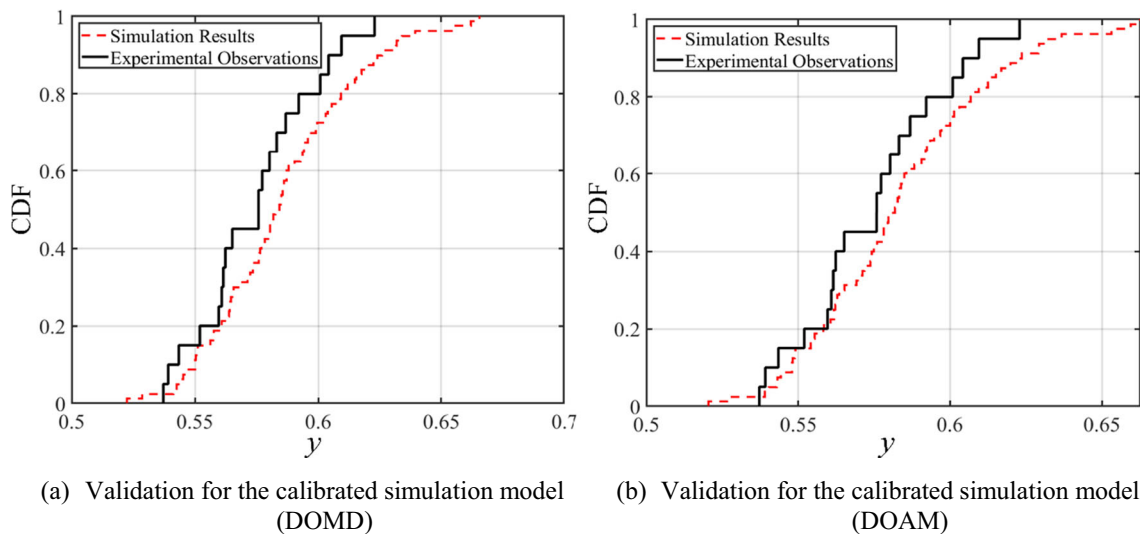 1
0.8
0.6
0.4
0.2
0
CDF
Simulation Results
Experimental Observations
0.5
0.55
0.6
0.65
0.7
y
(a) Validation for the calibrated simulation model
(DOMD)
1
0.8
0.6
0.4
0.2
0
CDF
Simulation Results
Experimental Observations
0.5
0.55
0.6
0.65
y
(b) Validation for the calibrated simulation model
(DOAM)